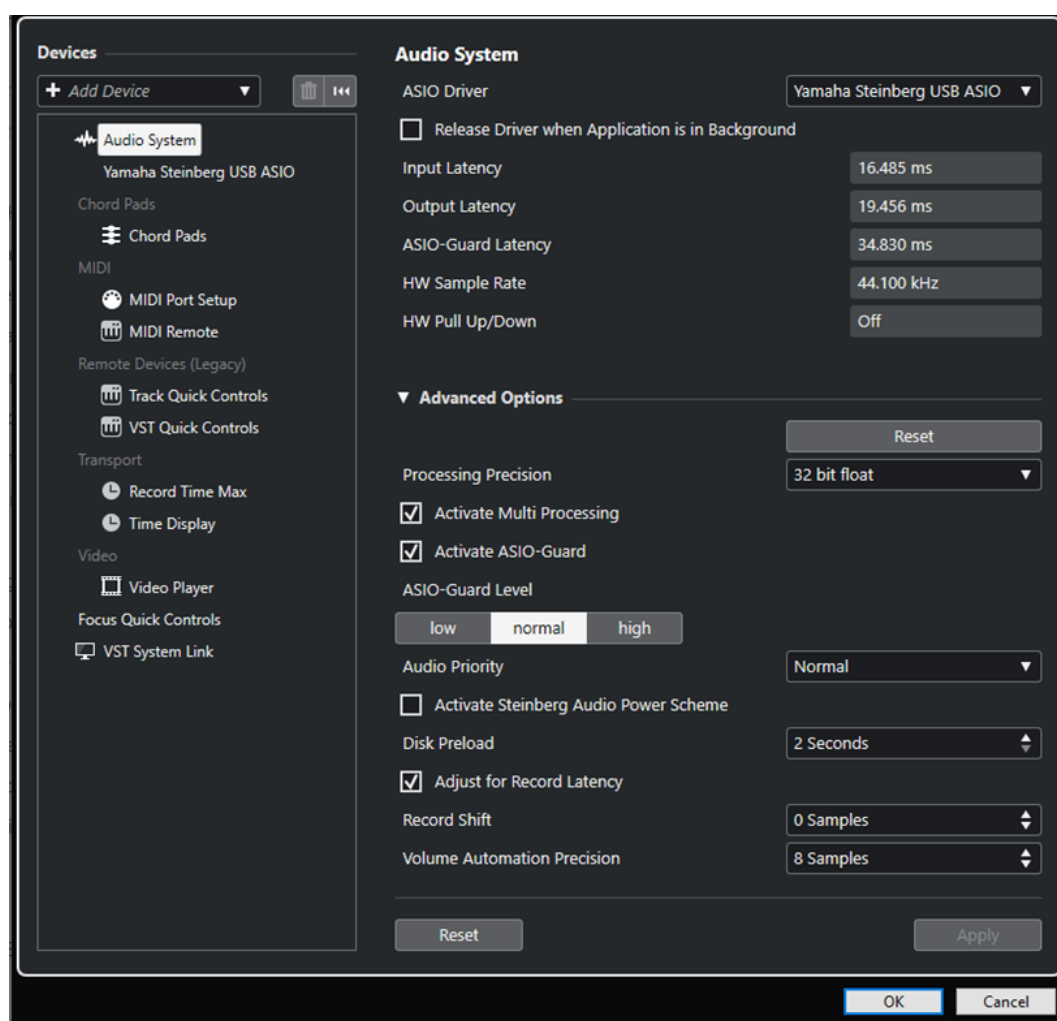 Devices
Add Device
Audio System
Yamaha Steinberg USB ASIO
Chord Pads
Chord Pads
MIDI
MIDI Port Setup
MIDI Remote
Remote Devices (Legacy)
Track Quick Controls
VST Quick Controls
Transport
Record Time Max
Time Display
Video
Video Player
Focus Quick Controls
VST System Link
Audio System
ASIO Driver Yamaha Steinberg USB ASIO
Release Driver when Application is in Background
Input Latency 16.485 ms
Output Latency 19.456 ms
ASIO-Guard Latency 34.830 ms
HW Sample Rate 44.100 kHz
HW Pull Up/Down Off
Advanced Options
Reset
Processing Precision 32 bit float
Activate Multi Processing
Activate ASIO-Guard
ASIO-Guard Level
low normal high
Audio Priority Normal
Activate Steinberg Audio Power Scheme
Disk Preload 2 Seconds
Adjust for Record Latency
Record Shift 0 Samples
Volume Automation Precision 8 Samples
Reset Apply
OK Cancel